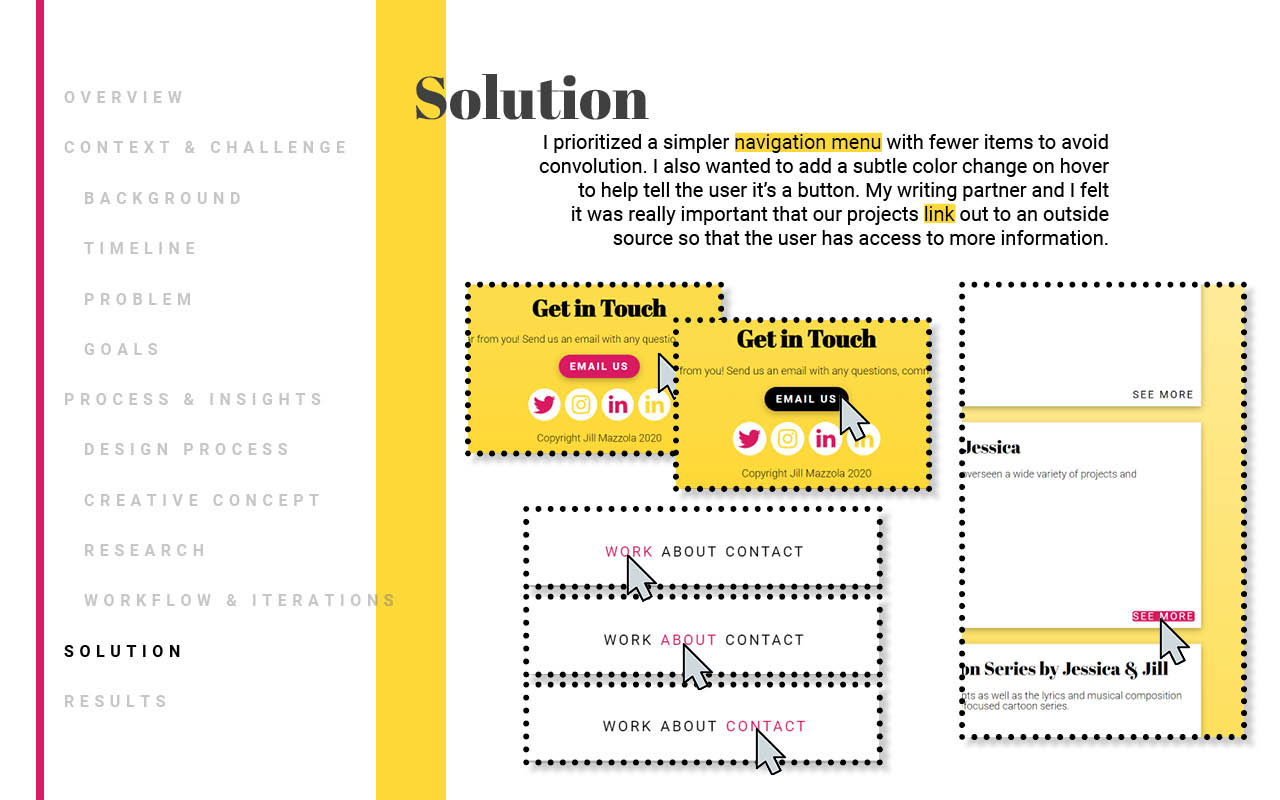 OVERVIEW
CONTEXT & CHALLENGE
BACKGROUND
TIMELINE
PROBLEM
GOALS
PROCESS & INSIGHTS
DESIGN PROCESS
CREATIVE CONCEPT
RESEARCH
WORKFLOW & ITERATIONS
SOLUTION
RESULTS
Solution
I prioritized a simpler navigation menu with fewer items to avoid
convolution. I also wanted to add a subtle color change on hover
to help tell the user it’s a button. My writing partner and I felt
it was really important that our projects link out to an outside
source so that the user has access to more information.
Get in Touch
from you! Send us an email with any
EMAIL US
in
in
Copyright Jill Mazzola 2020
Get in Touch
from you! Send us an email with any questions,
EMAIL US
in
in
Copyright Jill Mazzola 2020
WORK ABOUT CONTACT
WORK ABOUT CONTACT
WORK ABOUT CONTACT
SEE MORE
Jessica
overseen a wide variety of projects and
SEE MORE
on Series by Jessica & Jill
as well as the lyrics and musical composition
focused cartoon series.